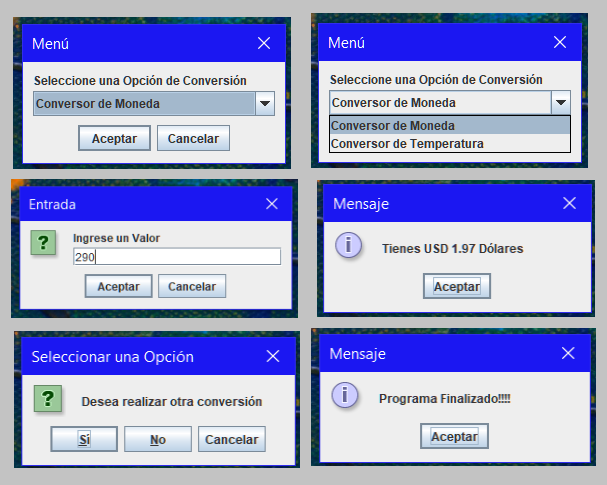 Menú
Seleccione una Opción de Conversión
Conversor de Moneda
Aceptar Cancelar
Menú
Seleccione una Opción de Conversión
Conversor de Moneda
Conversor de Moneda
Conversor de Temperatura
Entrada
Ingrese un Valor
290
Aceptar Cancelar
Mensaje
Tienes USD 1.97 Dólares
Aceptar
Seleccionar una Opción
Desea realizar otra conversión
Sí No Cancelar
Mensaje
Programa Finalizado!!!!
Aceptar